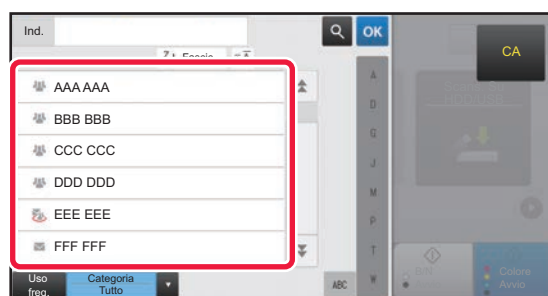 Ind.
OK
CA
AAA AAA
BBB BBB
CCC CCC
DDD DDD
EEE EEE
FFF FFF
A
D
G
J
M
P
T
W
ABC
Uso
freq.
Categoria
Tutto
B/N
Colore
Avvio